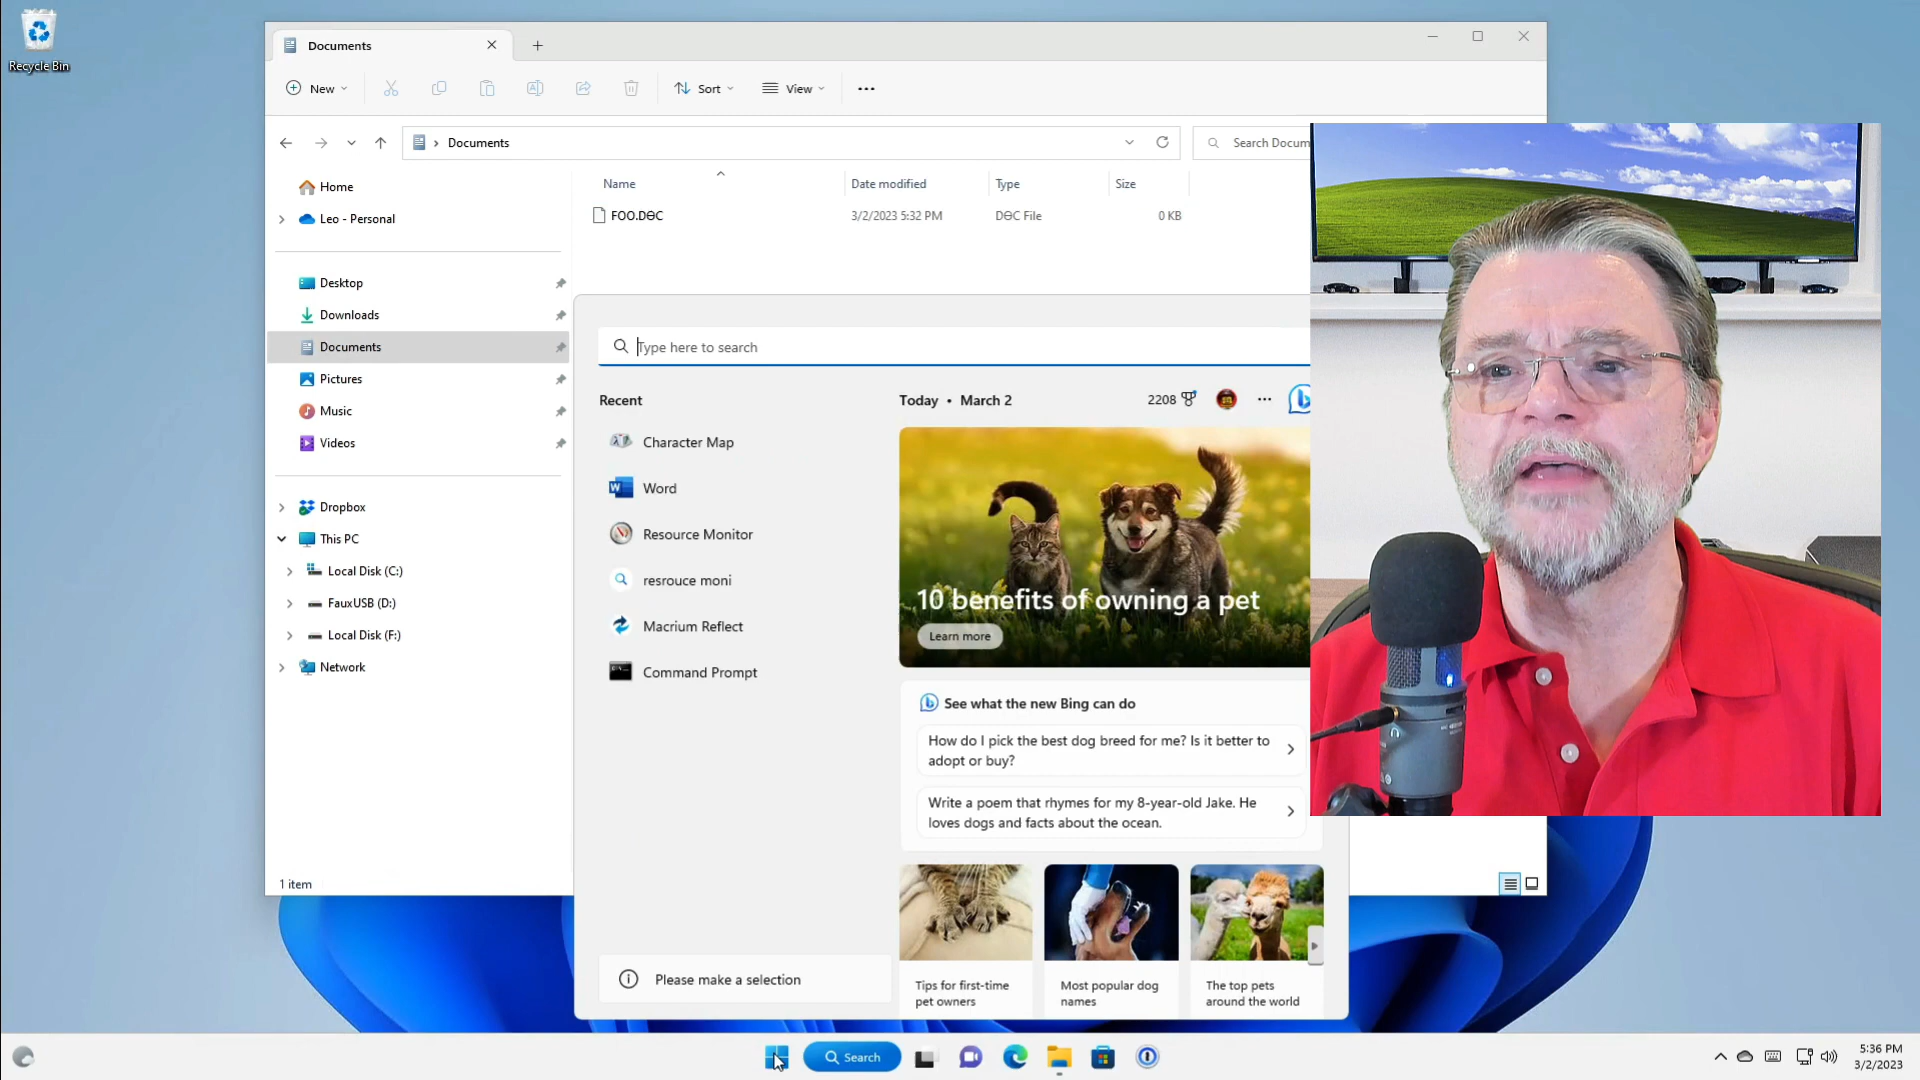 Recycle Bin
Documents
New
Sort
View
Documents
Search Docum
Name
Date modified
Type
Size
FOO.DΘC
3/2/2023 5:32 PM
DΘC File
0 KB
Home
Leo - Personal
Desktop
Downloads
Documents
Pictures
Music
Videos
Dropbox
This PC
Local Disk (C:)
FauxUSB (D:)
Local Disk (F:)
Network
1 item
Type here to search
Recent
Character Map
Word
Resource Monitor
resrouce moni
Macrium Reflect
Command Prompt
Please make a selection
Today • March 2
2208
10 benefits of owning a pet
Learn more
See what the new Bing can do
How do I pick the best dog breed for me? Is it better to
adopt or buy?
Write a poem that rhymes for my 8-year-old Jake. He
loves dogs and facts about the ocean.
Tips for first-time
pet owners
Most popular dog
names
The top pets
around the world
Search
5:36 PM
3/2/2023